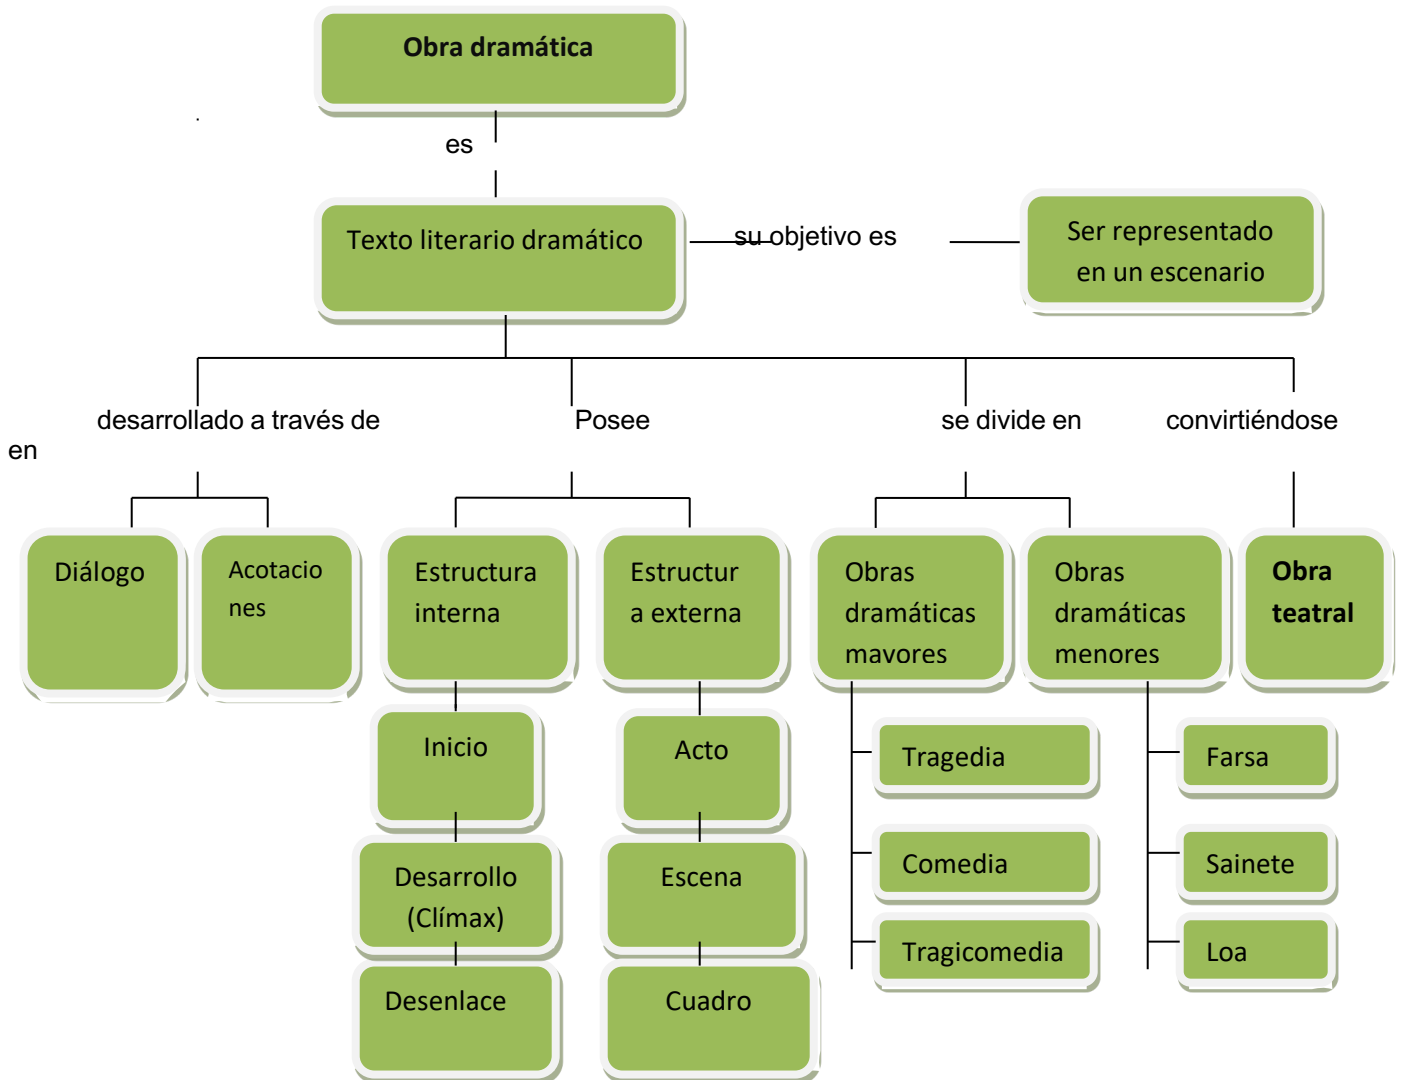 Obra dramática
.
es
Texto literario dramático
su objetivo es
Ser representado
en un escenario
desarrollado a través de
Posee
se divide en
convirtiéndose
en
Diálogo
Acotacio
nes
Estructura
interna
Estructur
a externa
Obras
dramáticas
mayores
Obras
dramáticas
menores
Obra
teatral
Inicio
Acto
Tragedia
Farsa
Desarrollo
(Clímax)
Escena
Comedia
Sainete
Tragicomedia
Loa
Desenlace
Cuadro